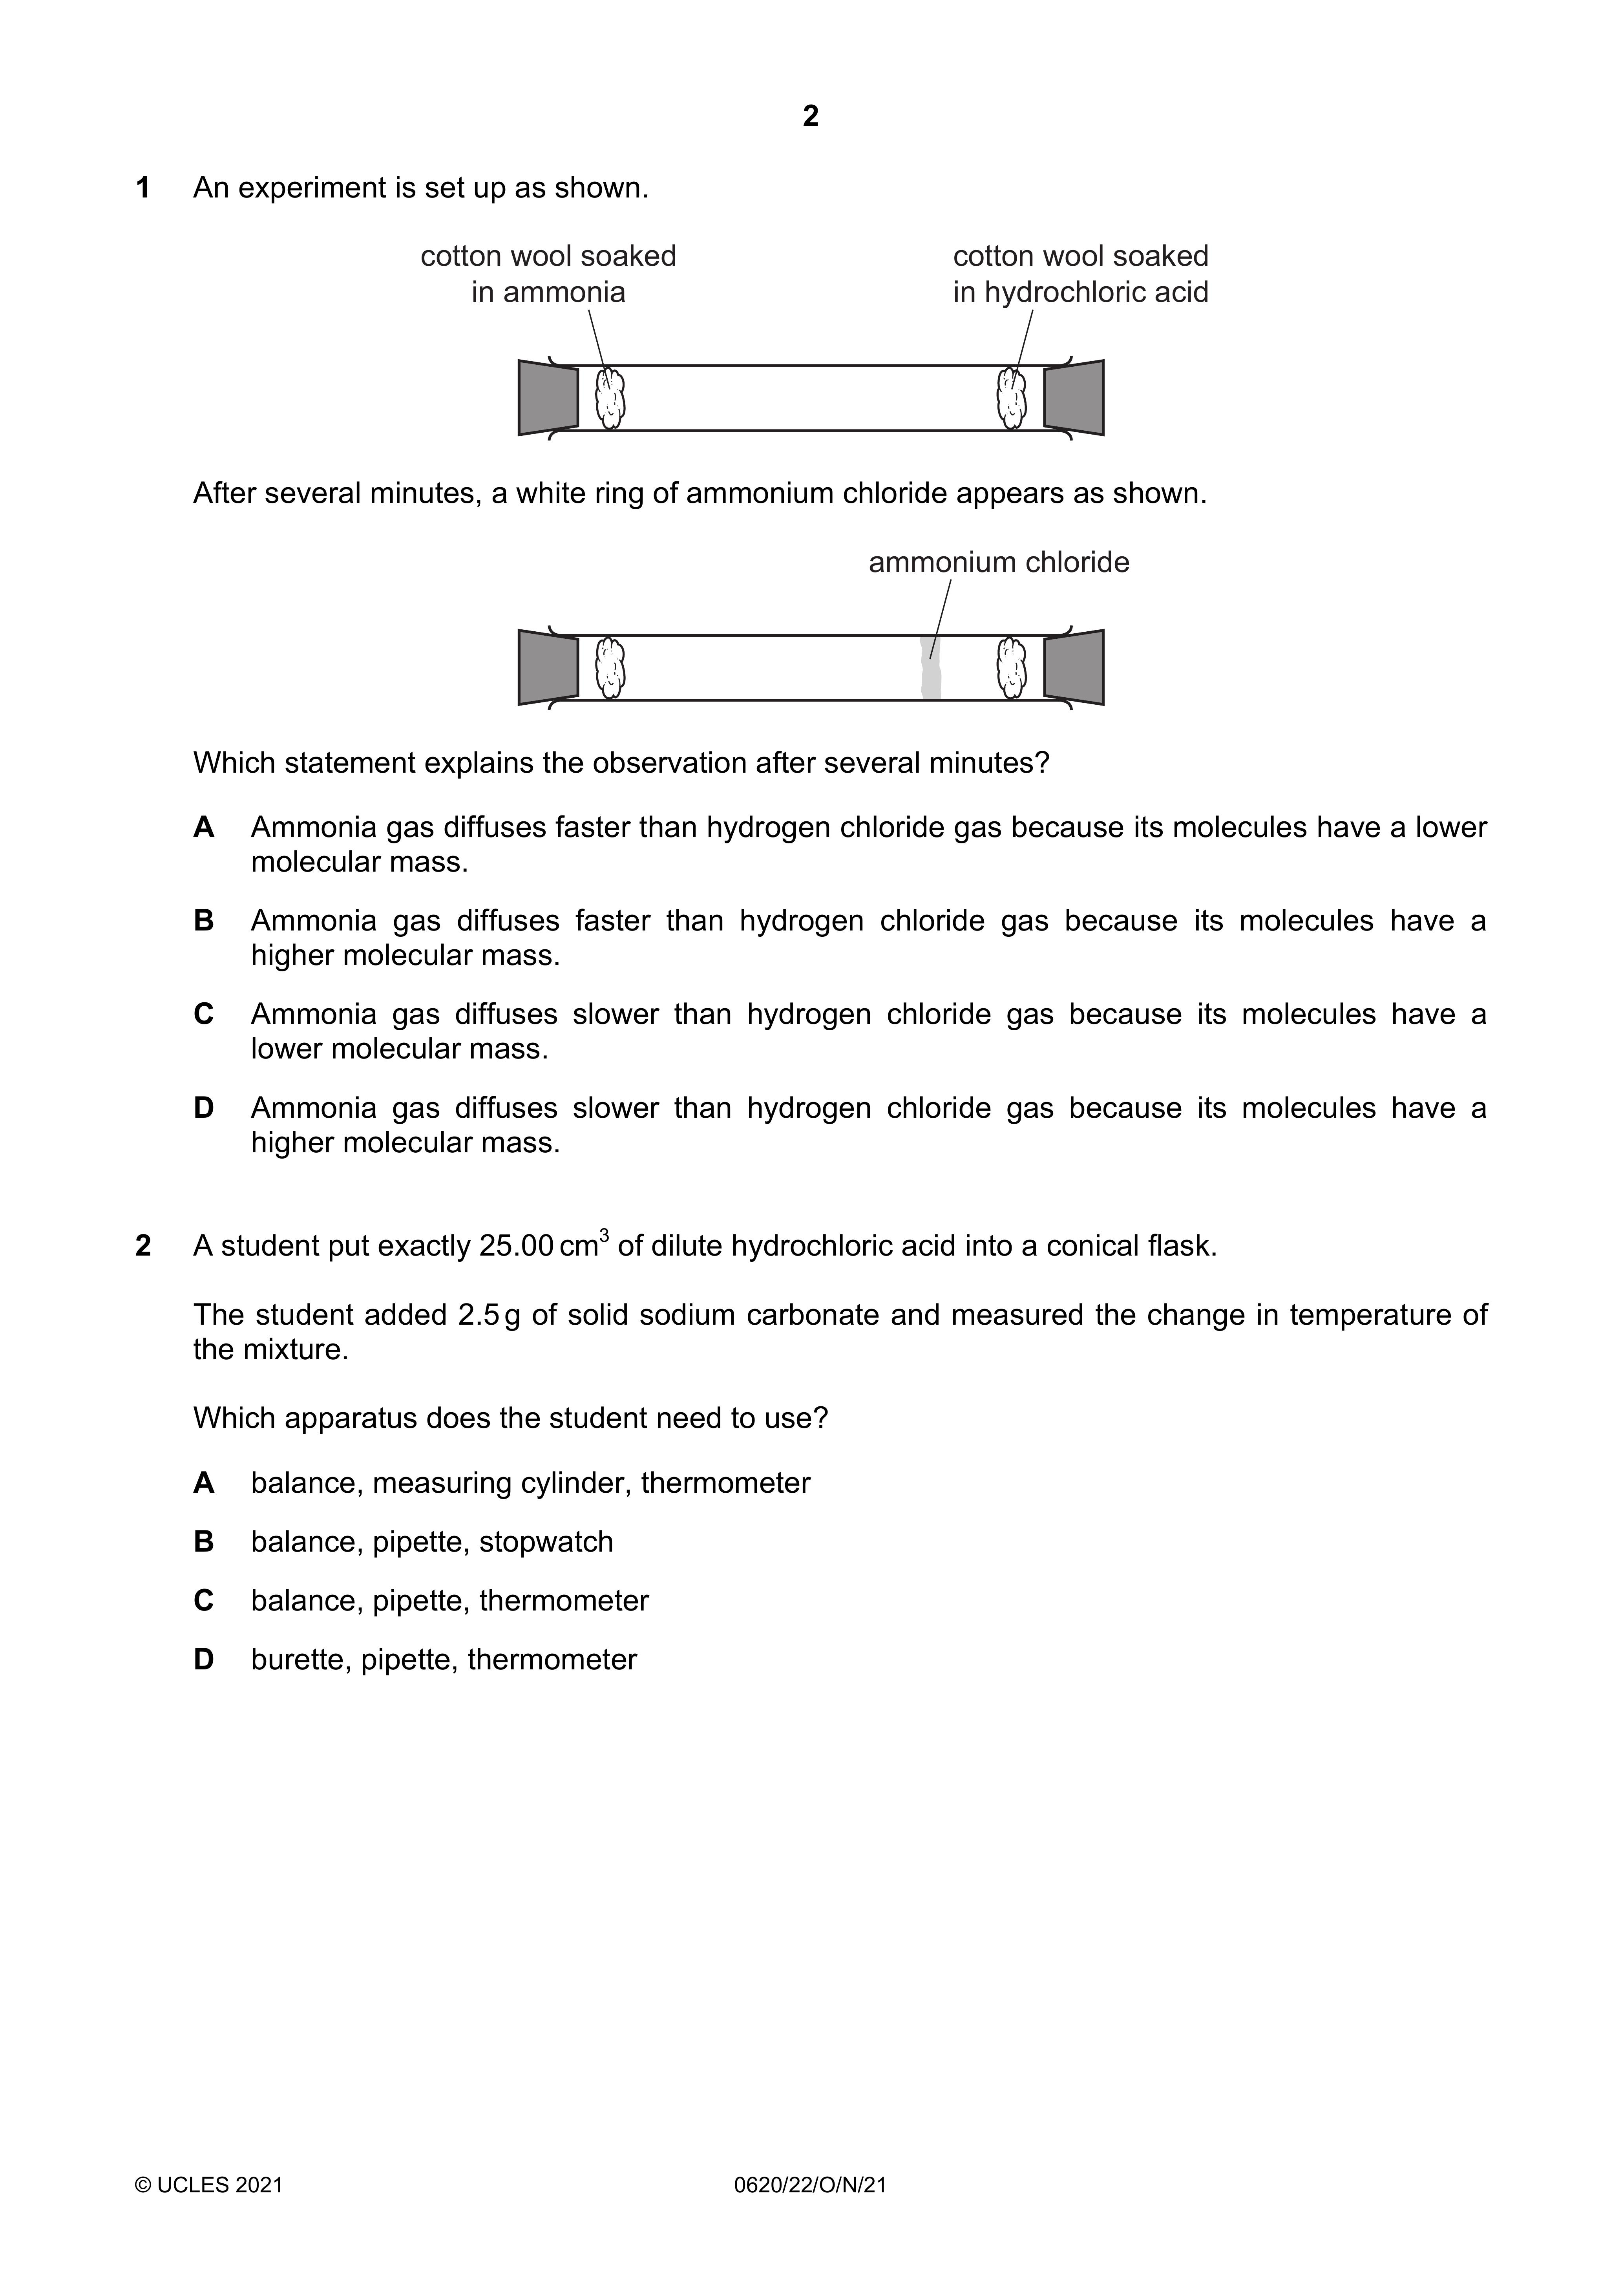 2
1 An experiment is set up as shown.
cotton wool soaked
in ammonia
cotton wool soaked
in hydrochloric acid
After several minutes, a white ring of ammonium chloride appears as shown.
ammonium chloride
Which statement explains the observation after several minutes?
A Ammonia gas diffuses faster than hydrogen chloride gas because its molecules have a lower
molecular mass.
B Ammonia gas diffuses faster than hydrogen chloride gas because its molecules have a
higher molecular mass.
C Ammonia gas diffuses slower than hydrogen chloride gas because its molecules have a
lower molecular mass.
D Ammonia gas diffuses slower than hydrogen chloride gas because its molecules have a
higher molecular mass.
2 A student put exactly 25.00 cm³ of dilute hydrochloric acid into a conical flask.
The student added 2.5 g of solid sodium carbonate and measured the change in temperature of
the mixture.
Which apparatus does the student need to use?
A balance, measuring cylinder, thermometer
B balance, pipette, stopwatch
C balance, pipette, thermometer
D burette, pipette, thermometer
© UCLES 2021
0620/22/O/N/21